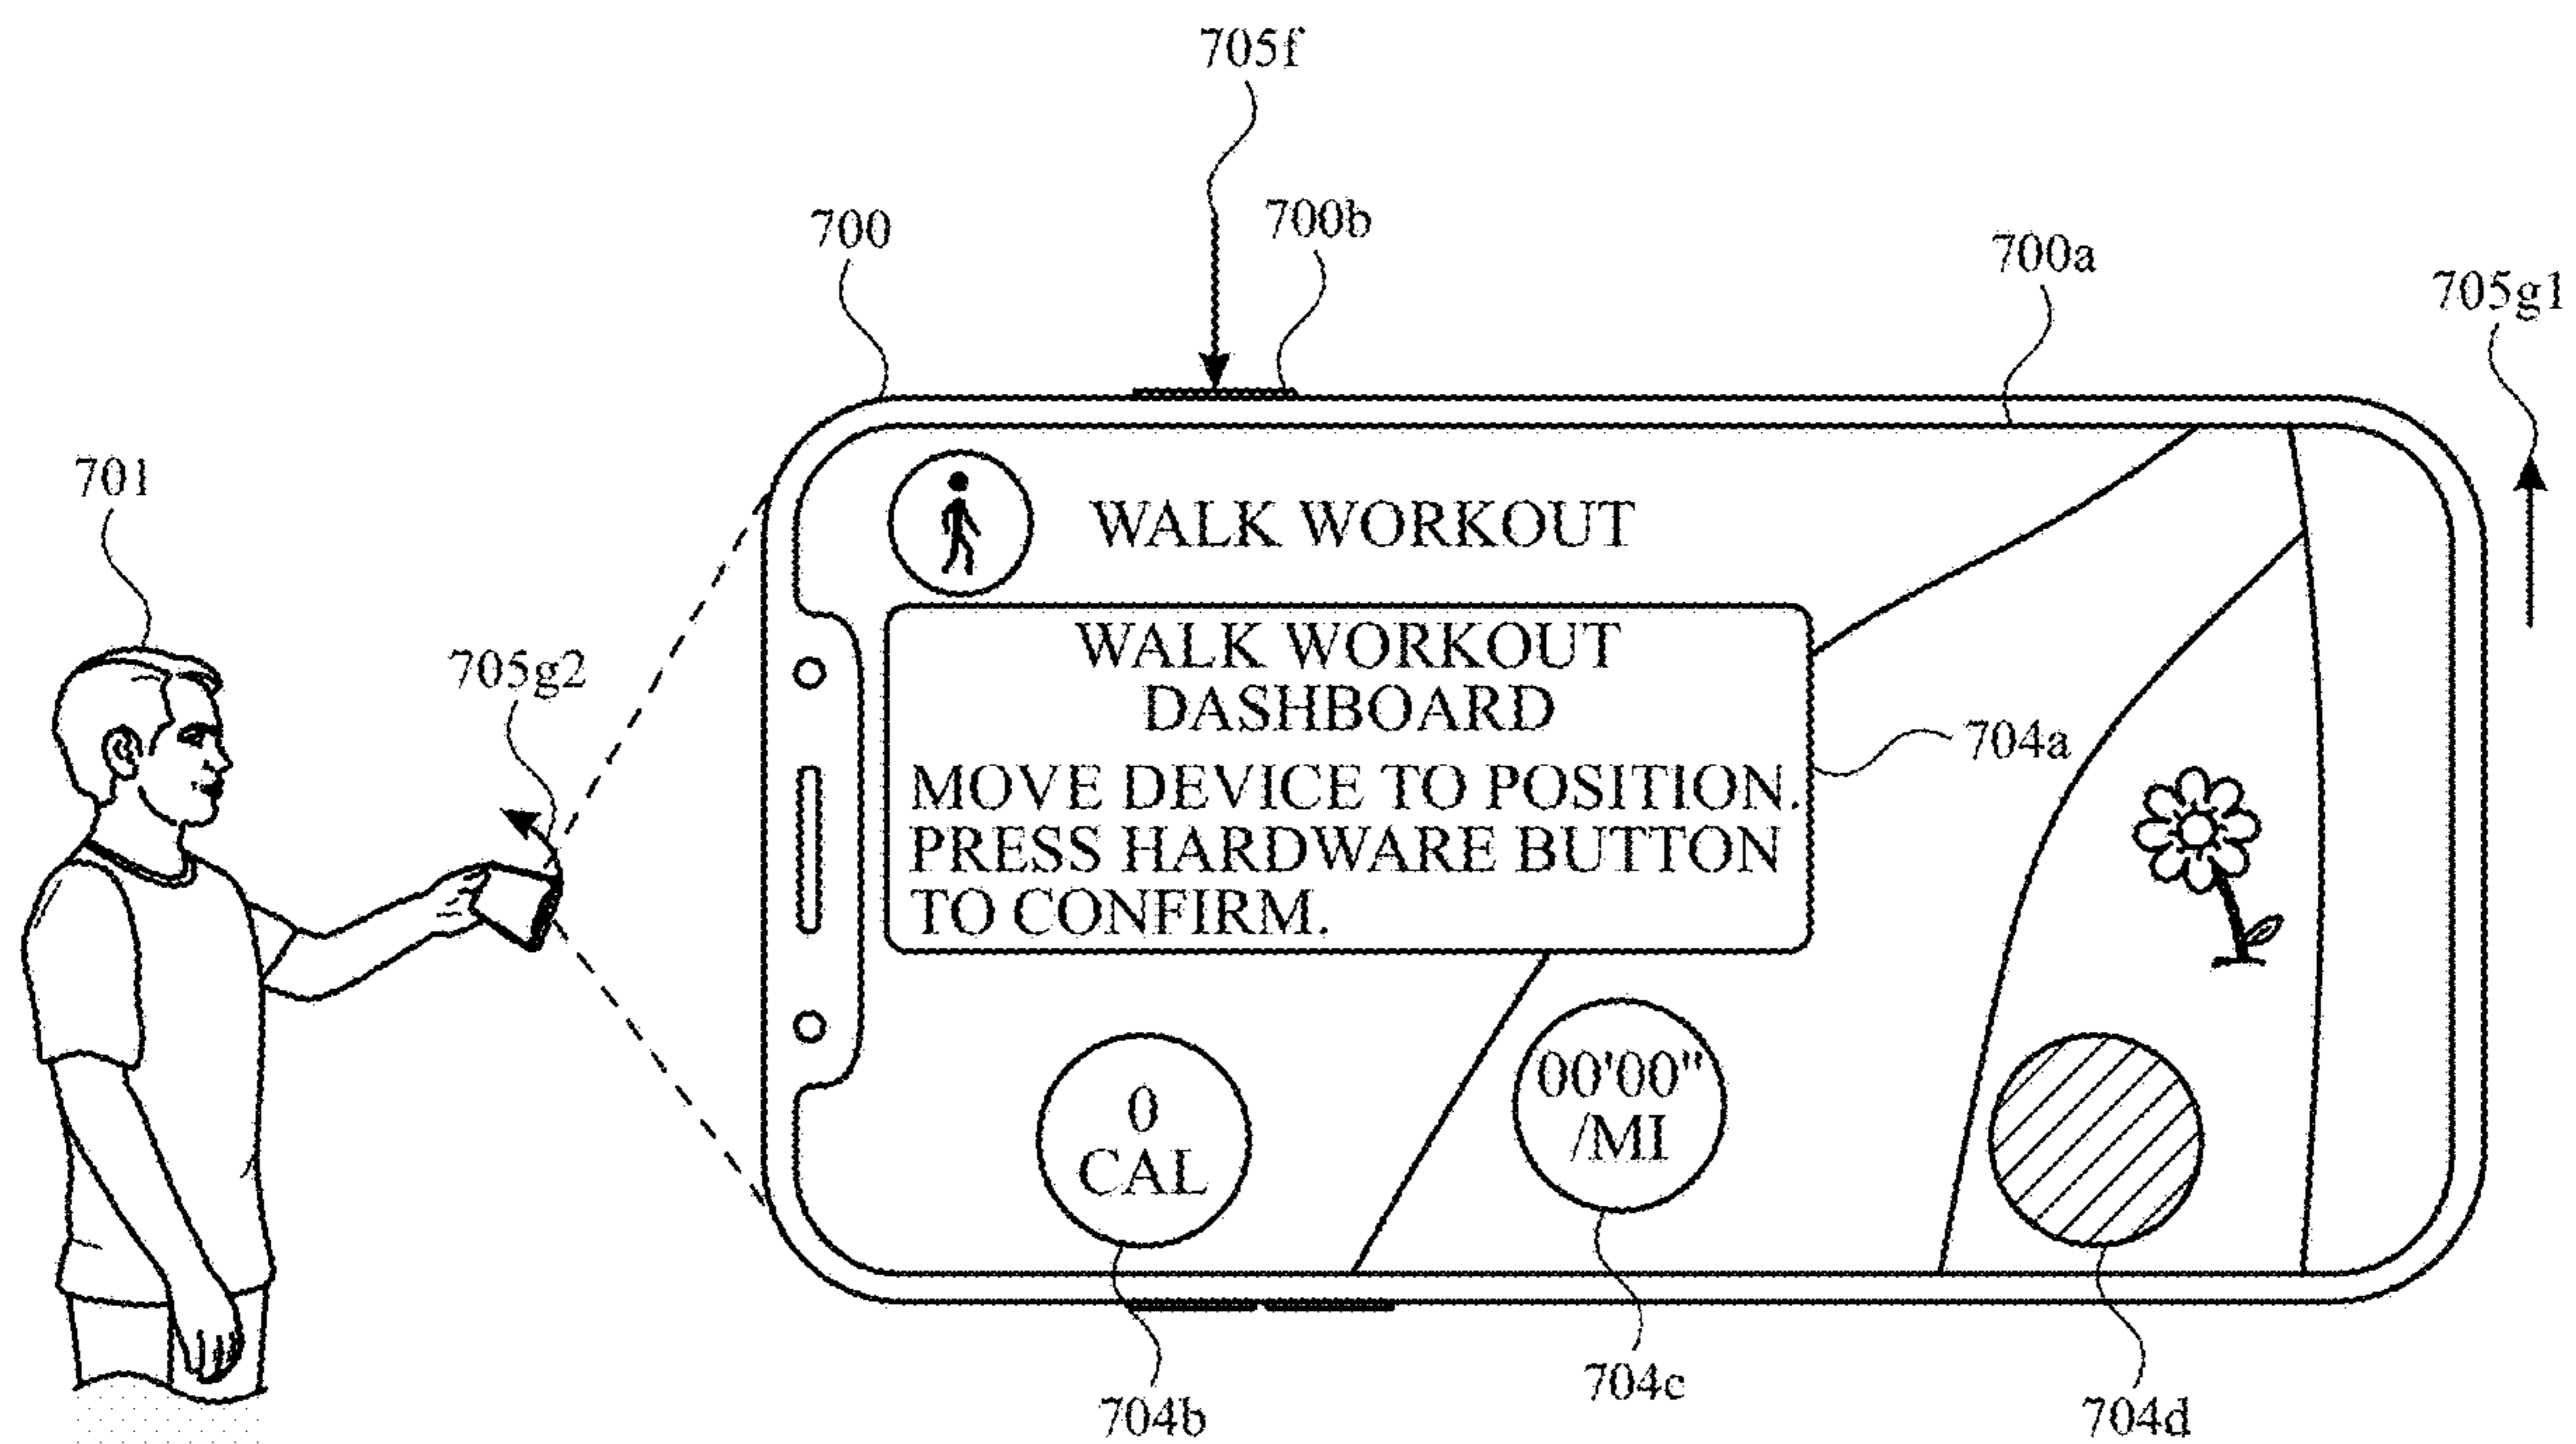 705f
700
700b
700a
705g1
701
WALK WORKOUT
705g2
WALK WORKOUT
DASHBOARD
704a
MOVE DEVICE TO POSITION.
PRESS HARDWARE BUTTON
TO CONFIRM.
0
CAL
00'00"
/MI
704b
704c
704d